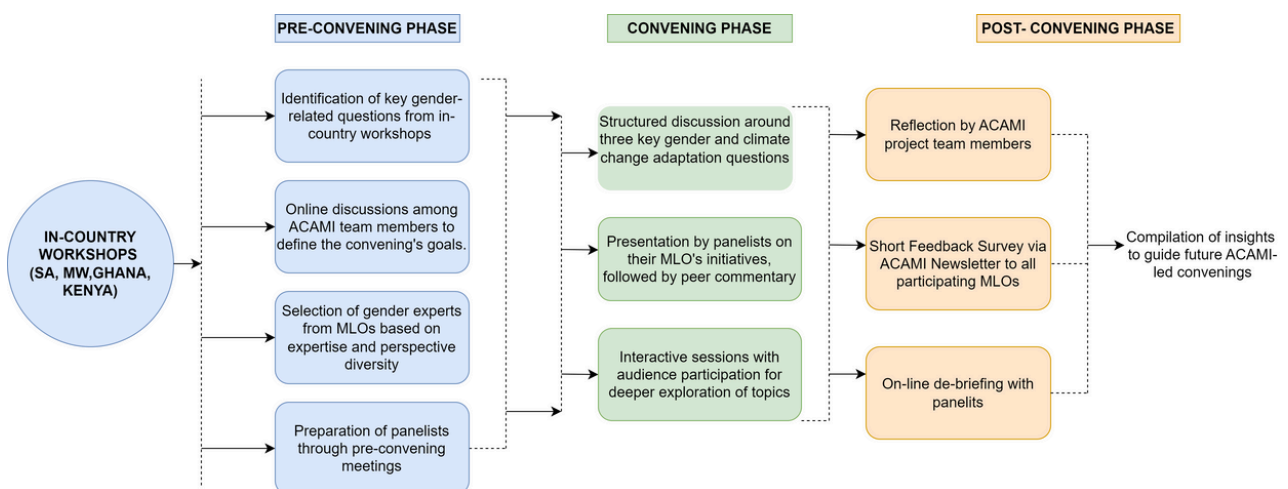 PRE-CONVENING PHASE
CONVENING PHASE
POST- CONVENING PHASE
IN-COUNTRY
WORKSHOPS
(SA, MW,GHANA,
KENYA)
Identification of key gender-
related questions from in-
country workshops
Online discussions among
ACAMI team members to
define the convening's goals.
Selection of gender experts
from MLOs based on
expertise and perspective
diversity
Preparation of panelists
through pre-convening
meetings
Structured discussion around
three key gender and climate
change adaptation questions
Presentation by panelists on
their MLO's initiatives,
followed by peer commentary
Interactive sessions with
audience participation for
deeper exploration of topics
Reflection by ACAMI
project team members
Short Feedback Survey via
ACAMI Newsletter to all
participating MLOs
On-line de-briefing with
panelits
Compilation of insights
to guide future ACAMI-
led convenings